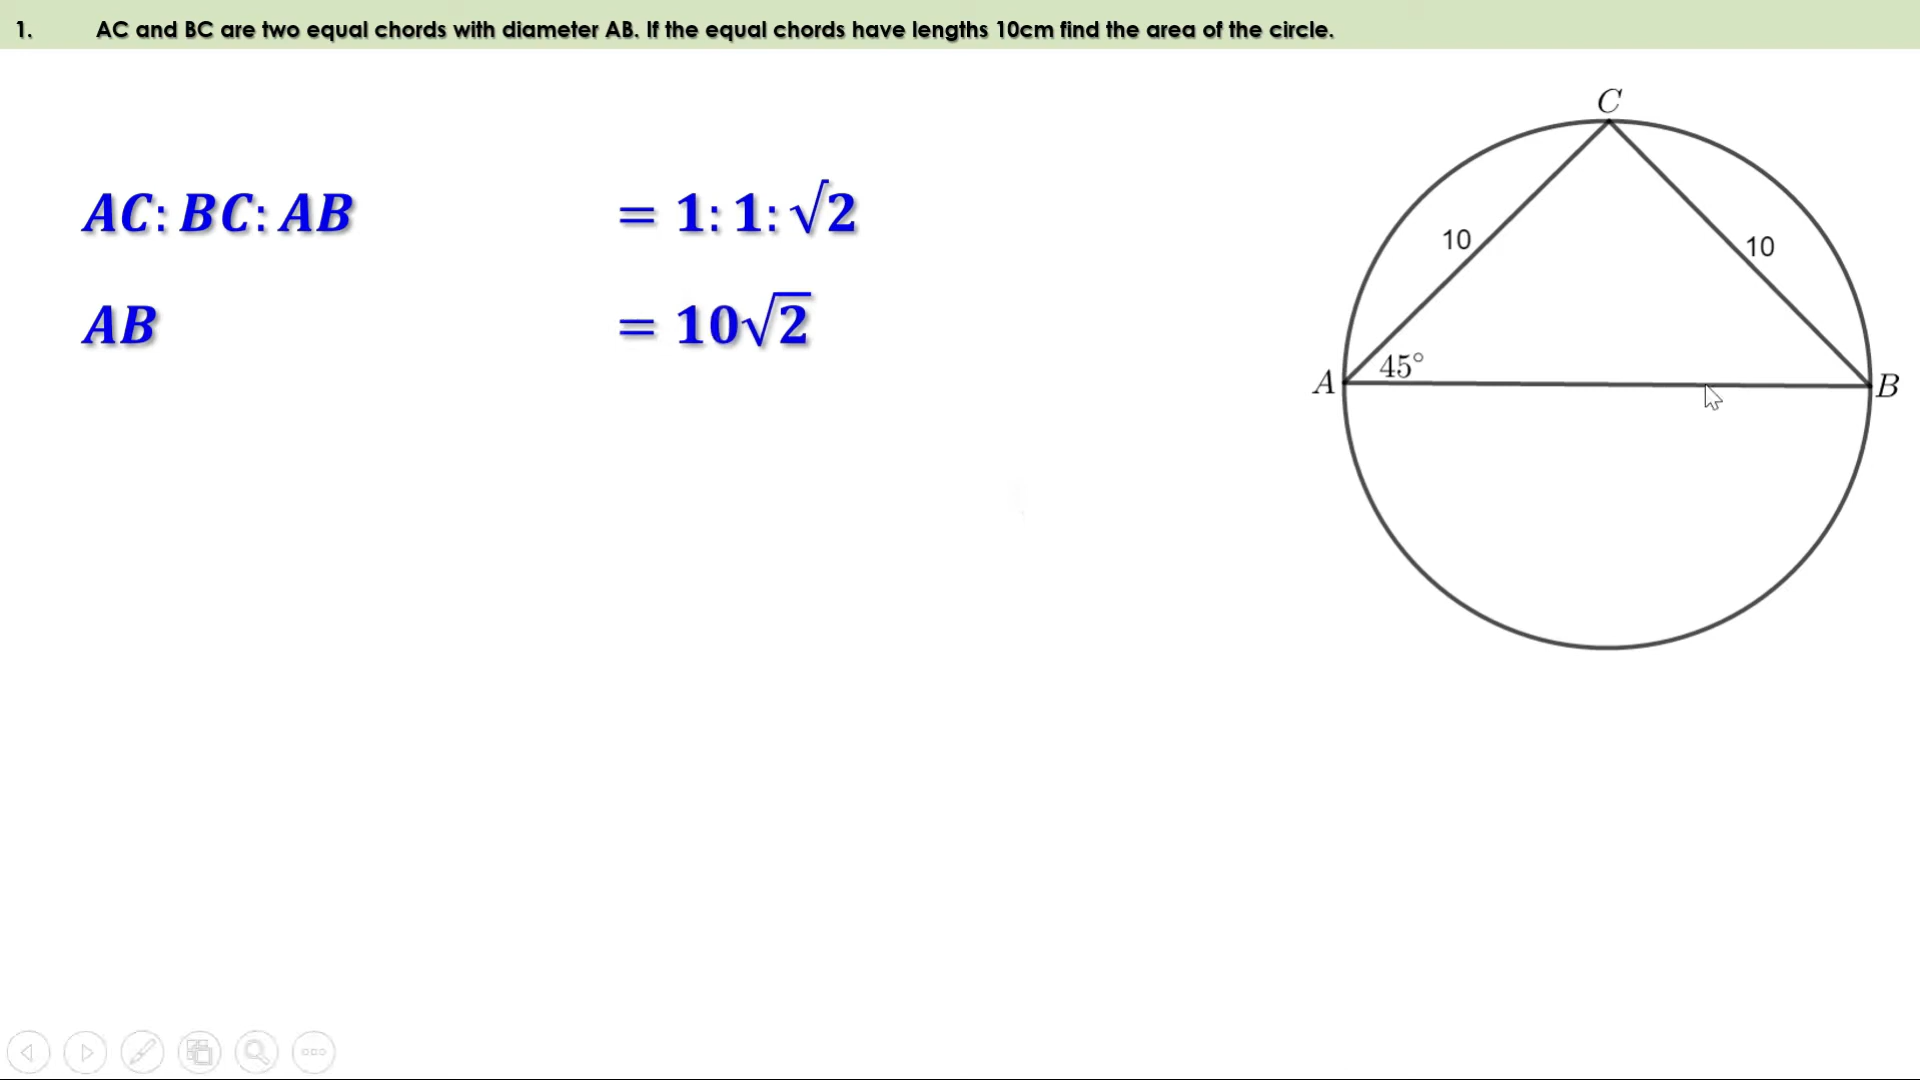 1. AC and BC are two equal chords with diameter AB. If the equal chords have lengths 10cm find the area of the circle.
AC: BC: AB = 1: 1: √2
AB = 10√2
C
10
10
A
45°
B